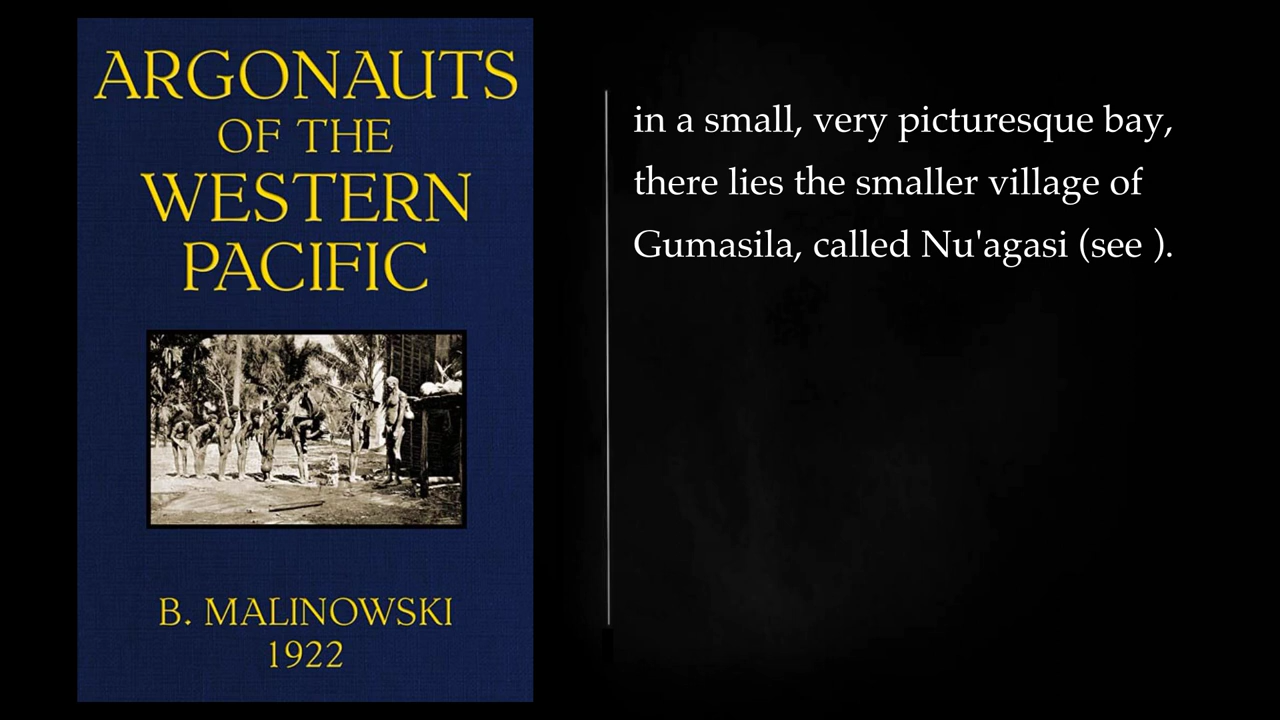 ARGONAUTS
OF THE
WESTERN
PACIFIC
B. MALINOWSKI
1922
in a small, very picturesque bay,
there lies the smaller village of
Gumasila, called Nu'agasi (see ).